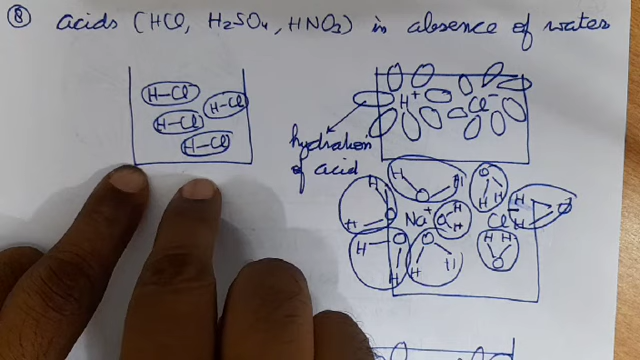 ⑧ acids (HCl, H2SO4, HNO3) in absence of water
H-Cl
H-Cl
H-Cl
H-Cl
H+ Cl-
hydration of acid
H O H
H O
H
Na+
O H
H
O
H H
Cl-
H
H
O
H O
H
O
H H
H H
O